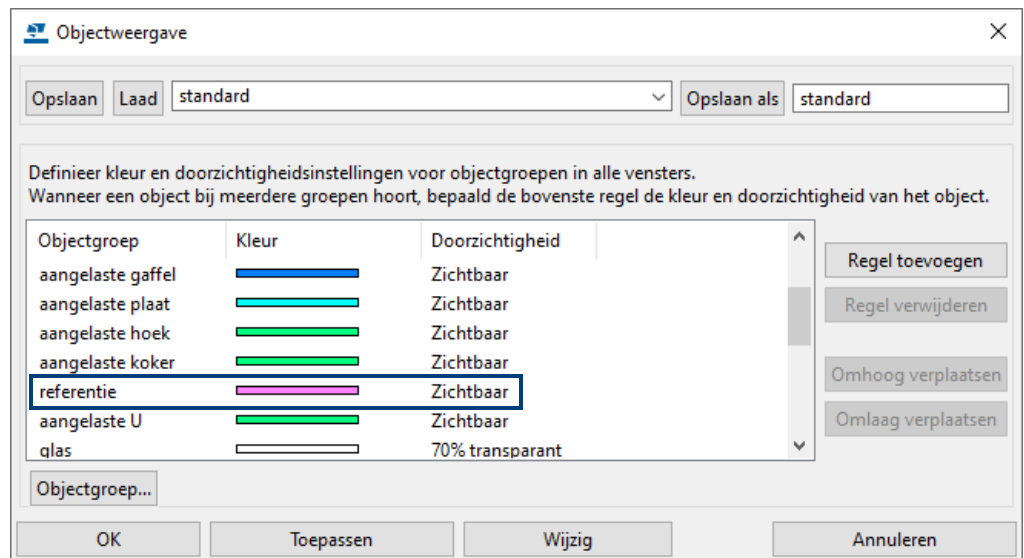 Objectweergave
Opslaan Laad standard Opslaan als standard
Definieer kleur en doorzichtigheidsinstellingen voor objectgroepen in alle vensters.
Wanneer een object bij meerdere groepen hoort, bepaald de bovenste regel de kleur en doorzichtigheid van het object.
Objectgroep Kleur Doorzichtigheid
aangelaste gaffel Zichtbaar
aangelaste plaat Zichtbaar
aangelaste hoek Zichtbaar
aangelaste koker Zichtbaar
referentie Zichtbaar
aangelaste U Zichtbaar
glas 70% transparant
Regel toevoegen
Regel verwijderen
Omhoog verplaatsen
Omlaag verplaatsen
Objectgroep...
OK Toepassen Wijzig Annuleren